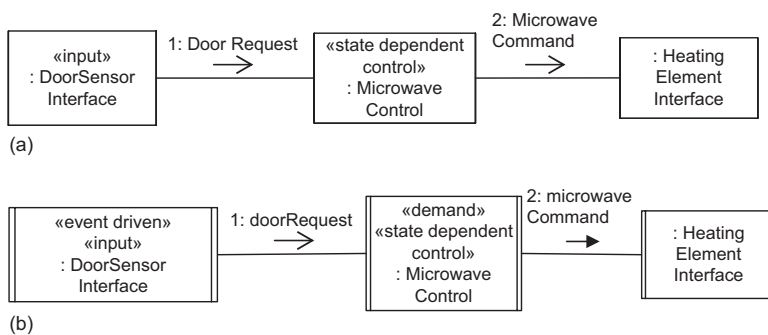 1: Door Request
2: Microwave
Command
«input»
: DoorSensor
Interface
«state dependent
control»
: Microwave
Control
: Heating
Element
Interface
(a)
1: doorRequest
2: microwave
Command
«event driven»
«input»
: DoorSensor
Interface
«demand»
«state dependent
control»
: Microwave
Control
: Heating
Element
Interface
(b)